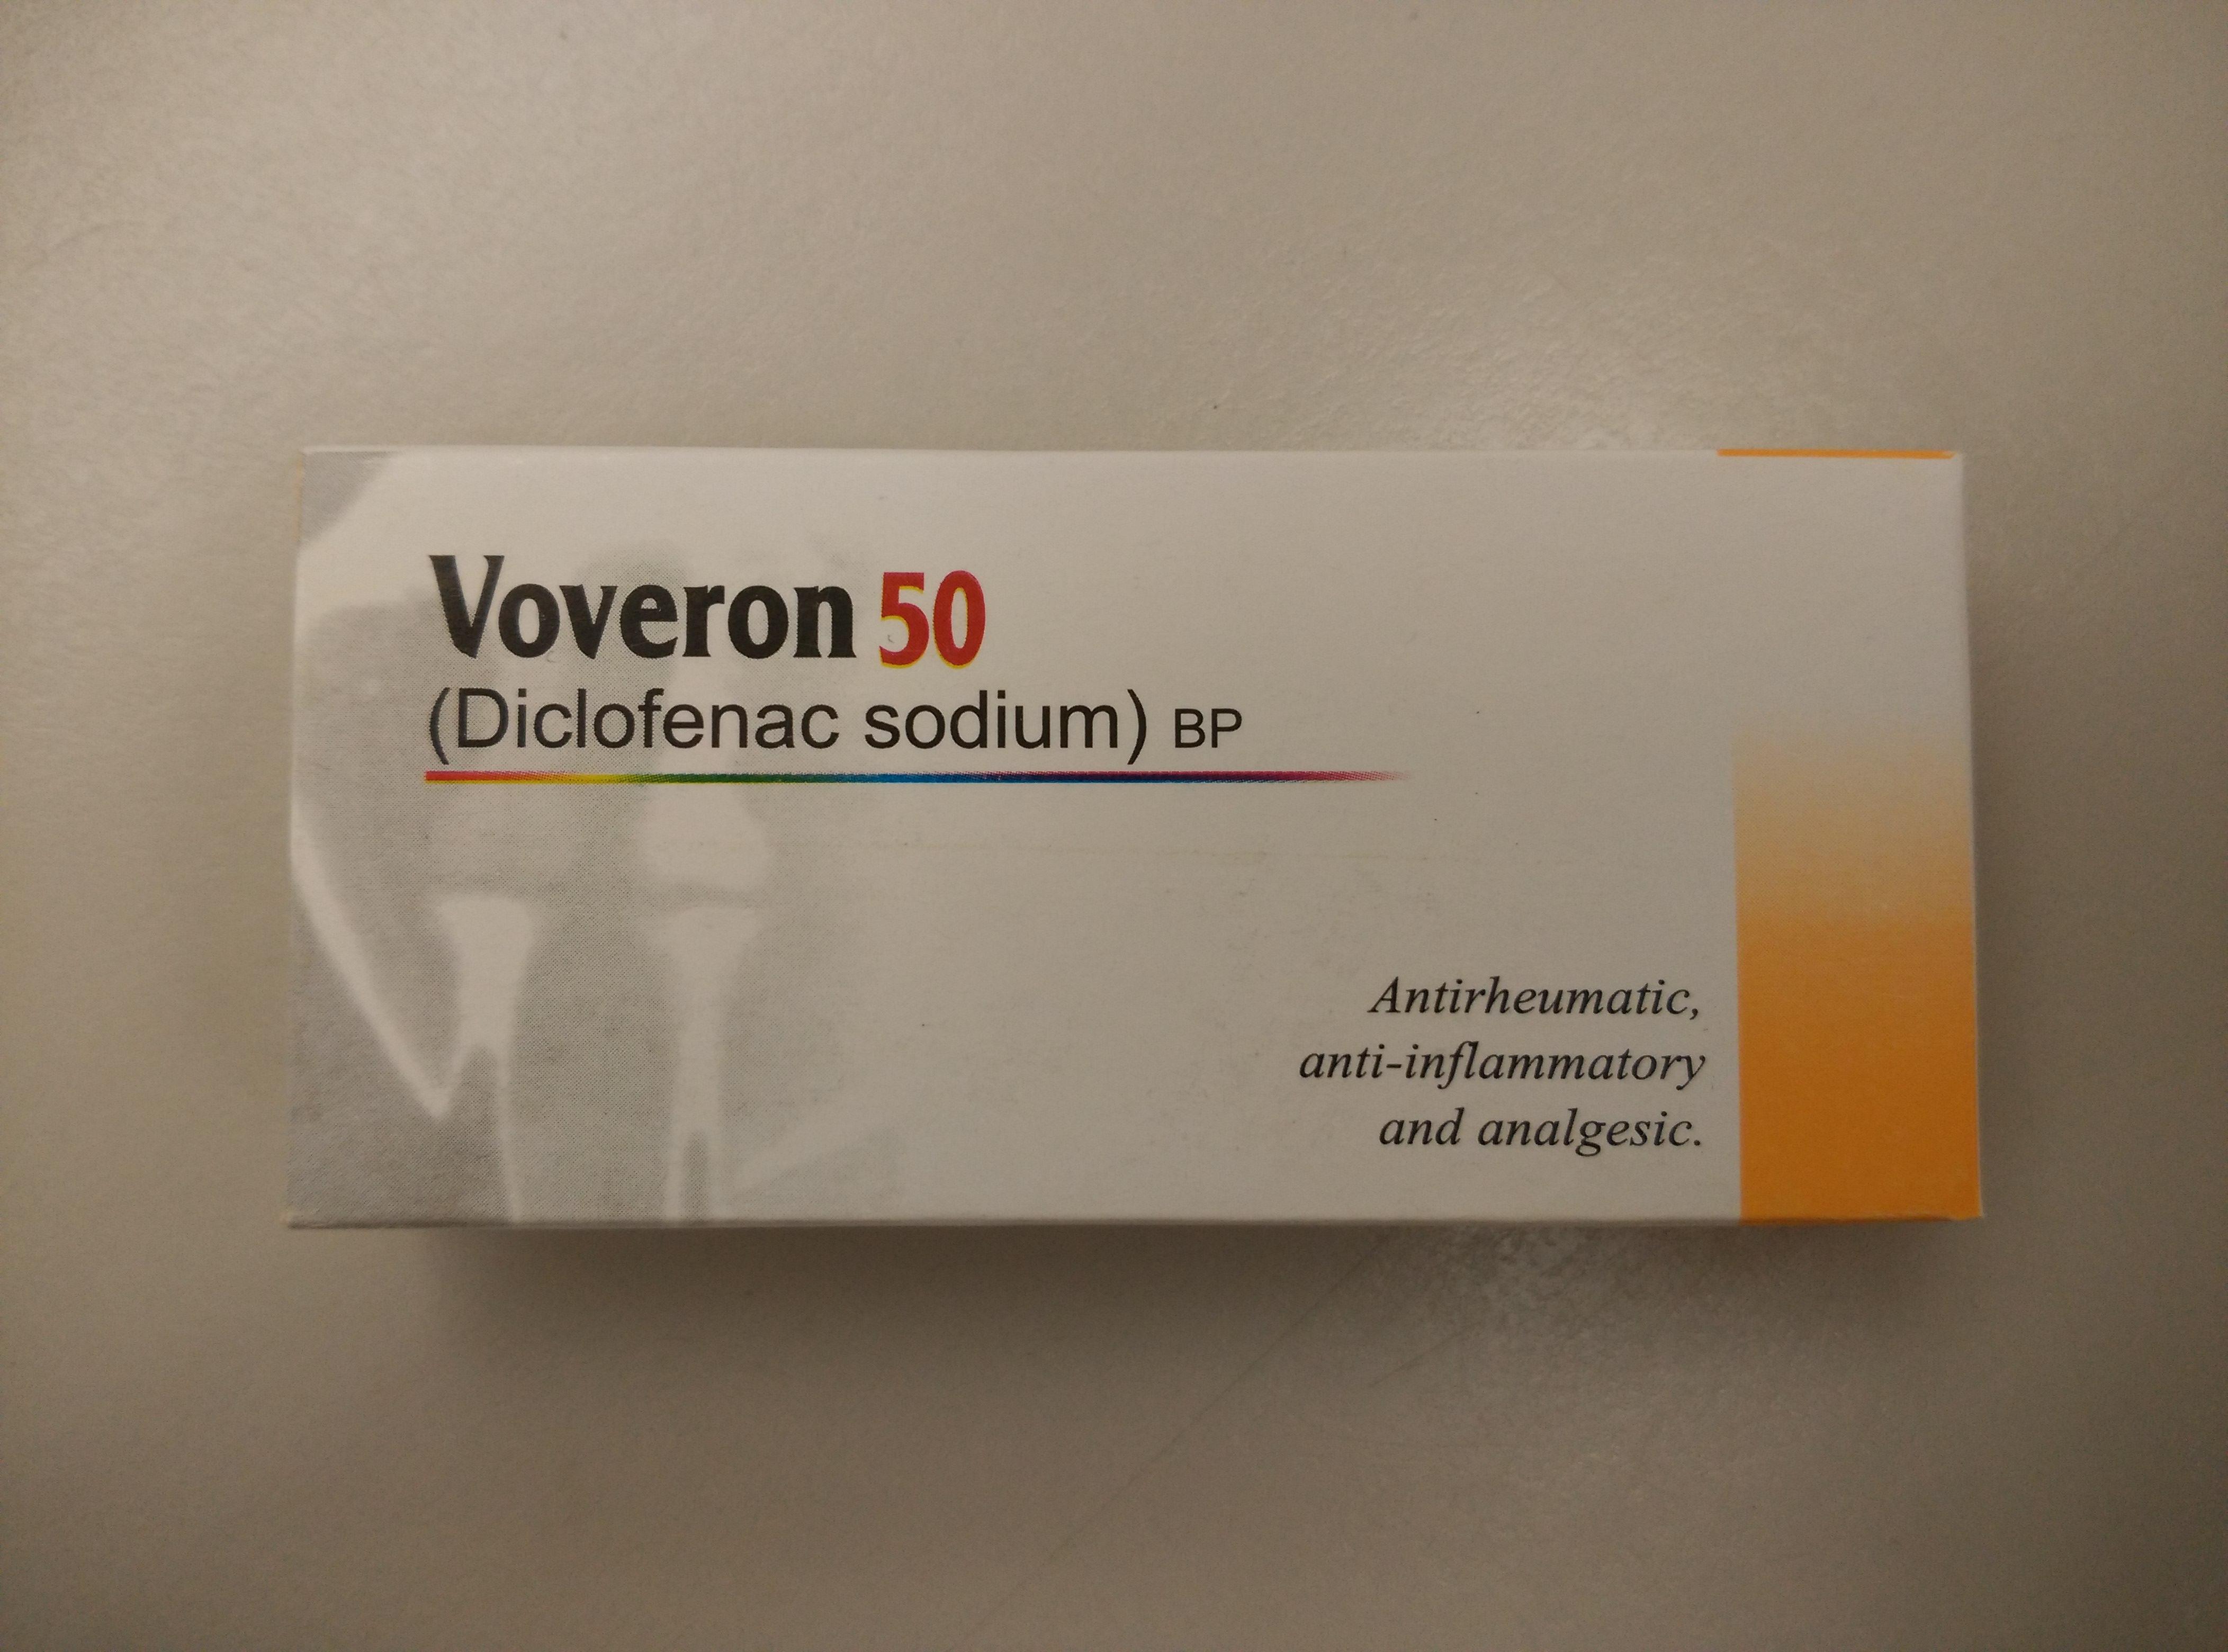 Voveron 50
(Diclofenac sodium) BP
Antirheumatic,
anti-inflammatory
and analgesic.